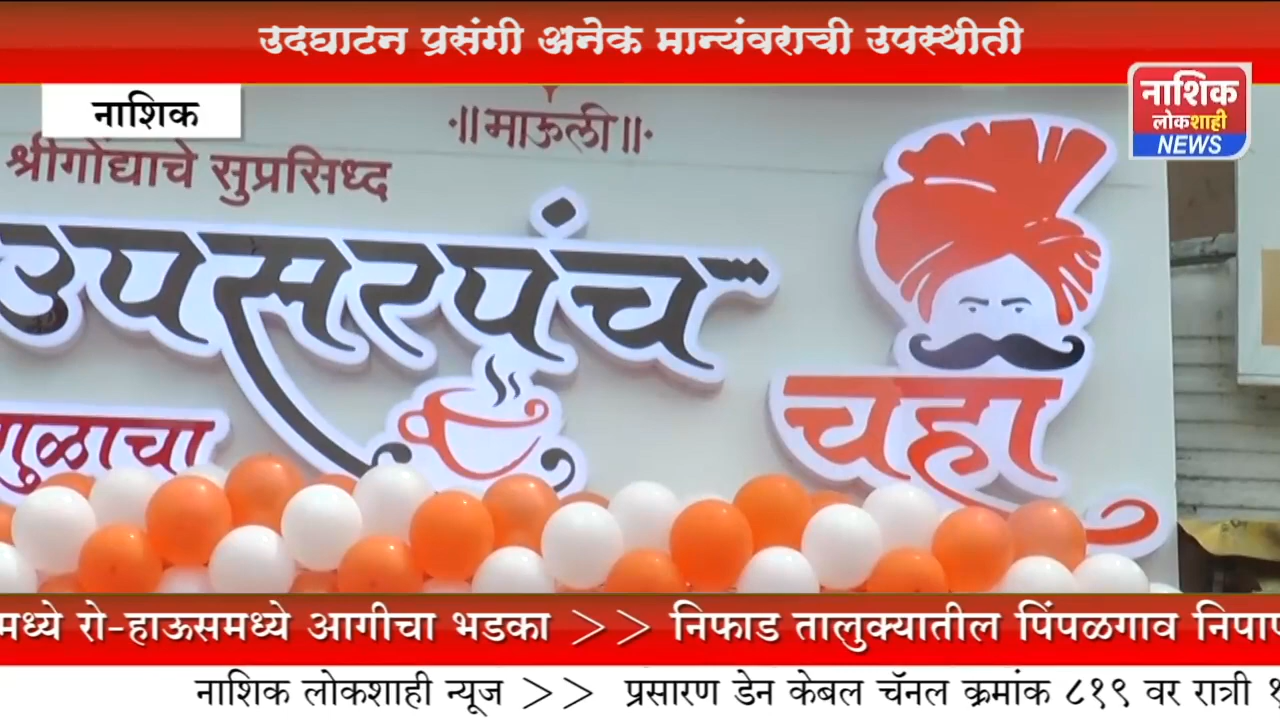 उदघाटन प्रसंगी अनेक मान्यंवराची उपस्थीती
नाशिक
नाशिक
लोकशाही
NEWS
॥माऊली॥
श्रीगोंद्याचे सुप्रसिध्द
उपसरपंच
गुळाचा
चहा
मध्ये रो-हाऊसमध्ये आगीचा भडका >> निफाड तालुक्यातील पिंपळगाव
नाशिक लोकशाही न्यूज >> प्रसारण डेन केबल चॅनल क्रमांक ८१९ वर रात्री